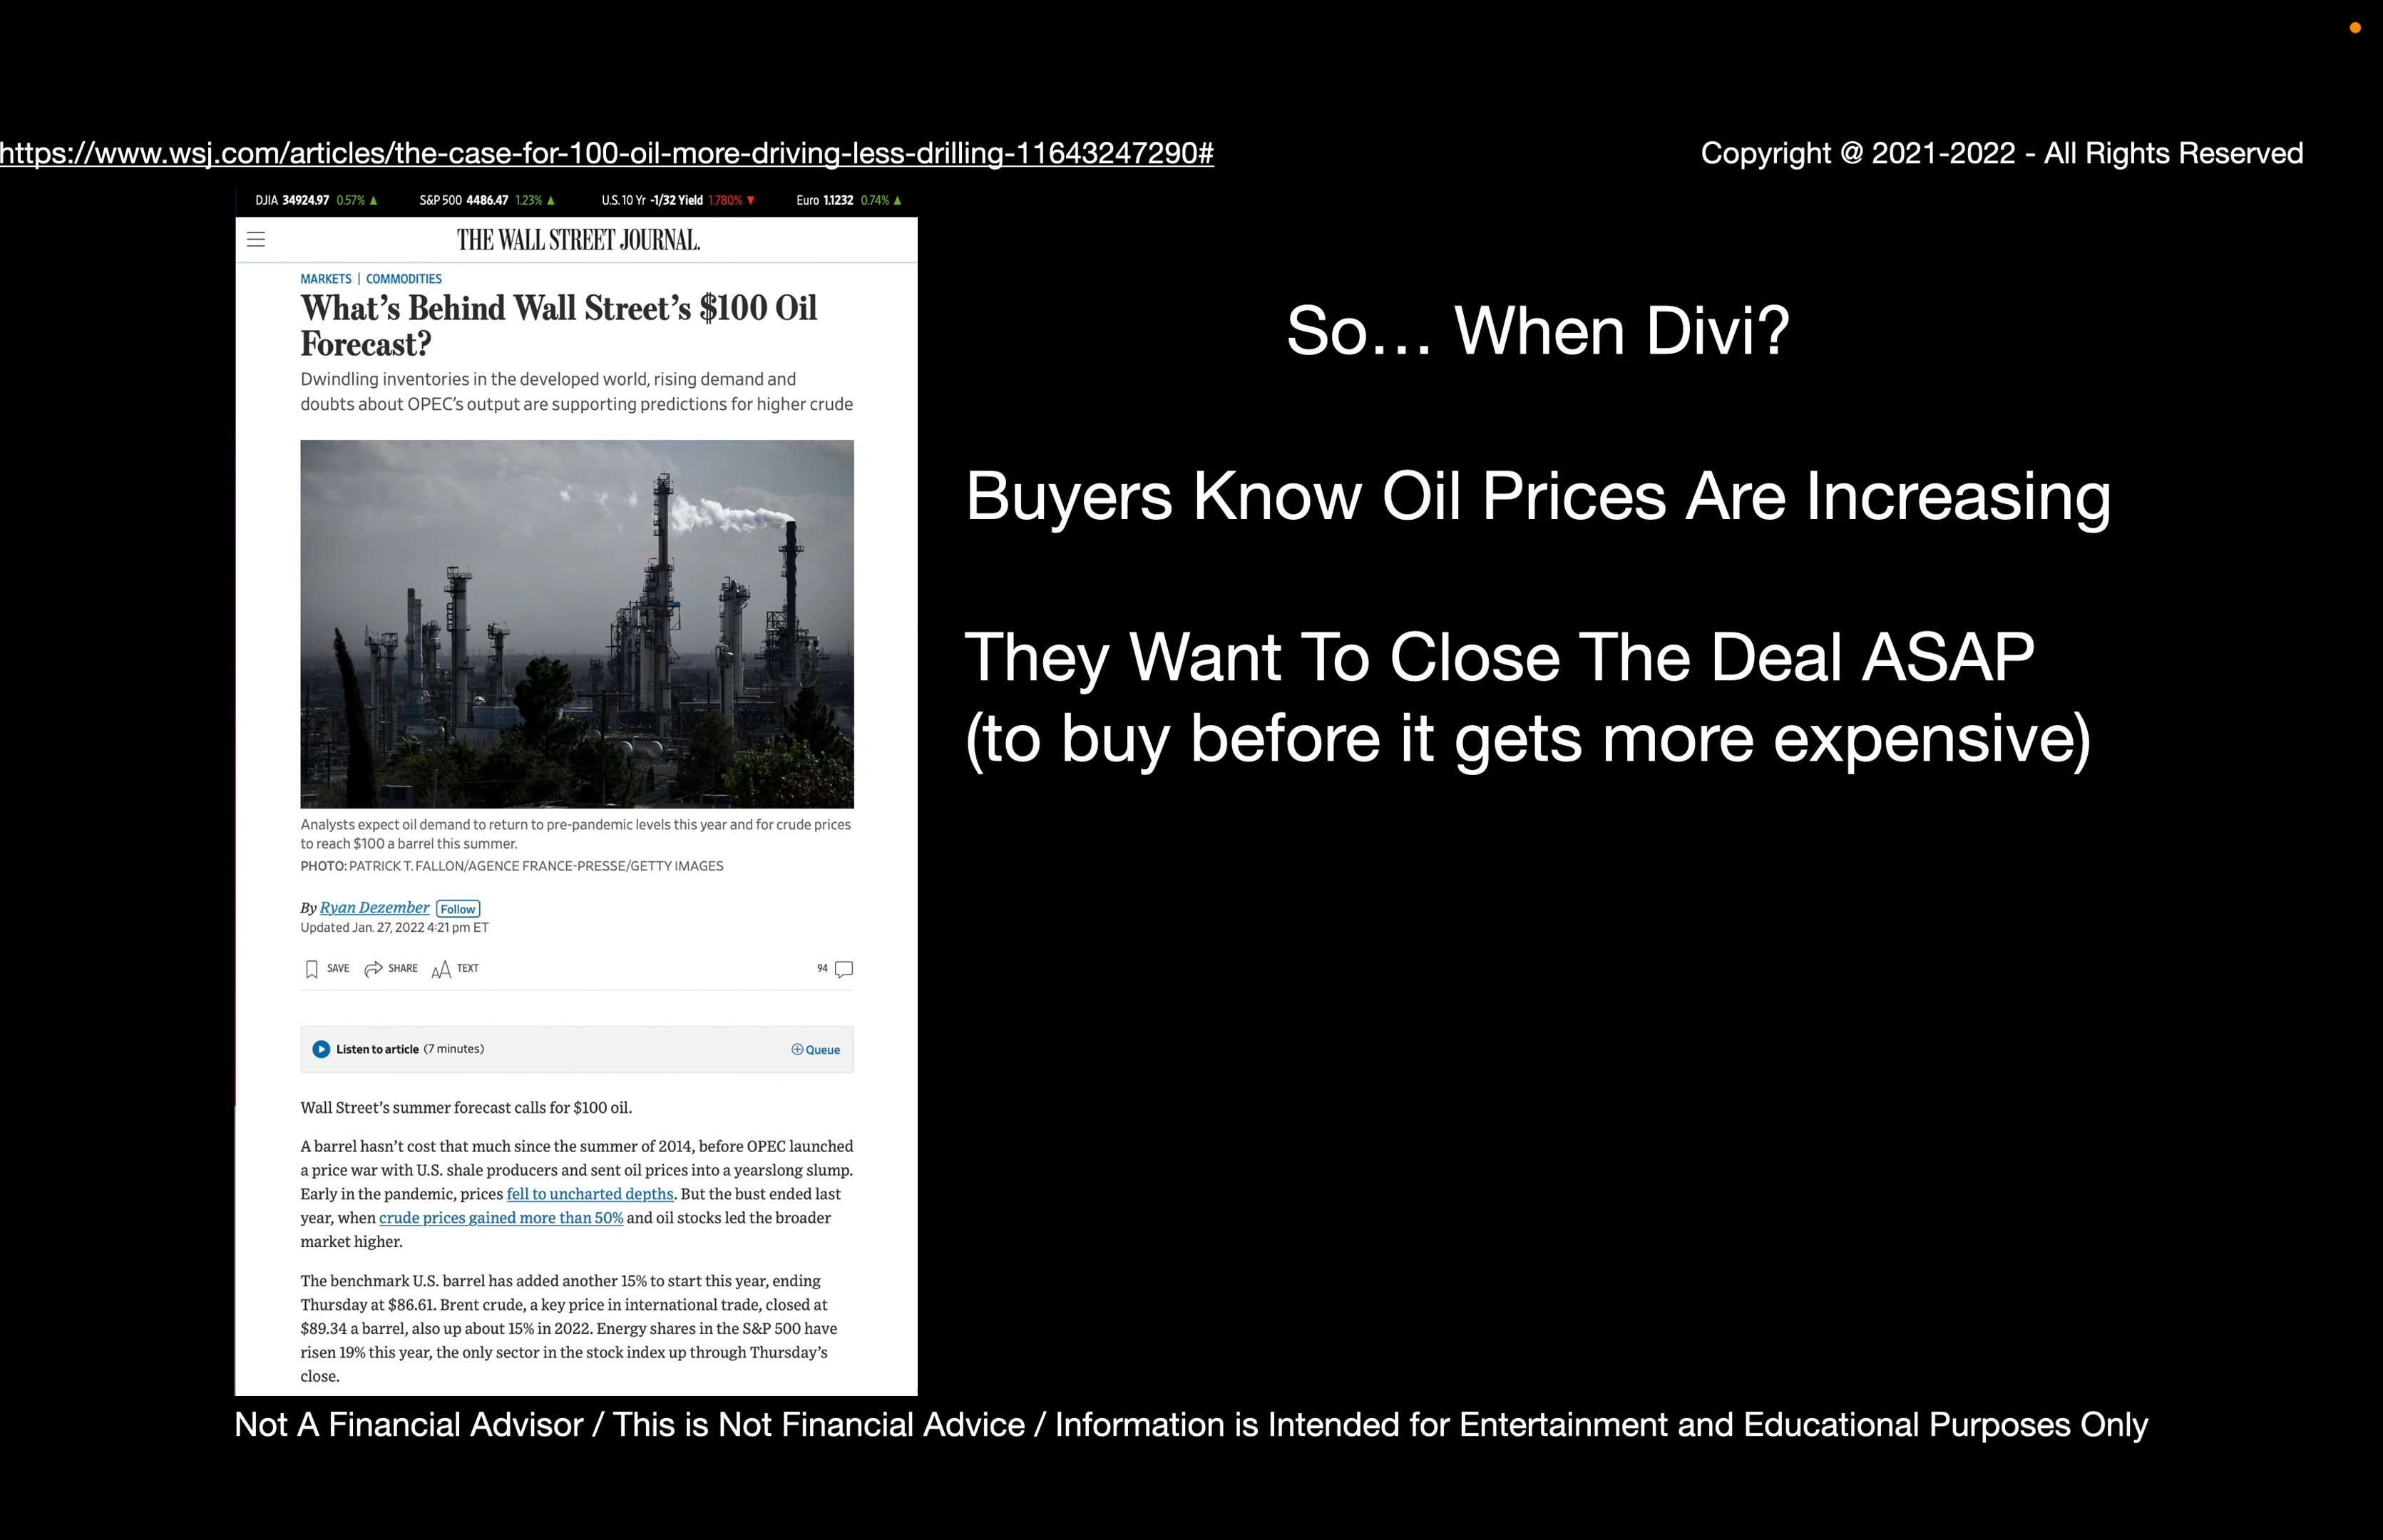 https://www.wsj.com/articles/the-case-for-100-oil-more-driving-less-drilling-11643247290#
Copyright @ 2021-2022 - All Rights Reserved
DJIA 34924.97 0.57% ▲ S&P 500 4486.47 1.23% ▲ U.S. 10 Yr -1/32 Yield 1.780% ▼ Euro 1.1232 0.74% ▲
THE WALL STREET JOURNAL.
MARKETS | COMMODITIES
What’s Behind Wall Street’s $100 Oil
Forecast?
Dwindling inventories in the developed world, rising demand and
doubts about OPEC’s output are supporting predictions for higher crude
Analysts expect oil demand to return to pre-pandemic levels this year and for crude prices
to reach $100 a barrel this summer.
PHOTO: PATRICK T. FALLON/AGENCE FRANCE-PRESSE/GETTY IMAGES
By Ryan Dezember Follow
Updated Jan. 27, 2022 4:21 pm ET
SAVE SHARE AA TEXT 94
Listen to article (7 minutes) Queue
Wall Street’s summer forecast calls for $100 oil.
A barrel hasn’t cost that much since the summer of 2014, before OPEC launched
a price war with U.S. shale producers and sent oil prices into a yearslong slump.
Early in the pandemic, prices fell to uncharted depths. But the bust ended last
year, when crude prices gained more than 50% and oil stocks led the broader
market higher.
The benchmark U.S. barrel has added another 15% to start this year, ending
Thursday at $86.61. Brent crude, a key price in international trade, closed at
$89.34 a barrel, also up about 15% in 2022. Energy shares in the S&P 500 have
risen 19% this year, the only sector in the stock index up through Thursday’s
close.
So… When Divi?
Buyers Know Oil Prices Are Increasing
They Want To Close The Deal ASAP
(to buy before it gets more expensive)
Not A Financial Advisor / This is Not Financial Advice / Information is Intended for Entertainment and Educational Purposes Only